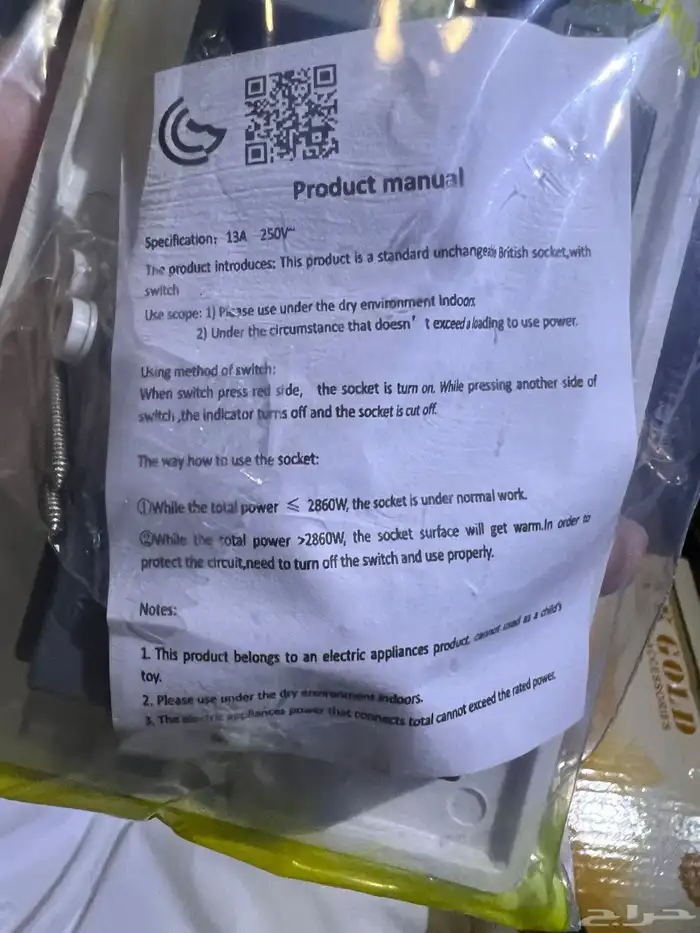 Product manual
Specification: 13A 250V~
The product introduces: This product is a standard unchangeable British socket,with
switch
Use scope: 1) Please use under the dry environment Indoor.
2) Under the circumstance that doesn't exceed a loading to use power.
Using method of switch:
When switch press red side, the socket is turn on. While pressing another side of
switch ,the indicator turns off and the socket is cut off.
The way how to use the socket:
①While the total power ≤ 2860W, the socket is under normal work.
②While the total power >2860W, the socket surface will get warm.In order to
protect the circuit,need to turn off the switch and use properly.
Notes:
1. This product belongs to an electric appliances product, cannot used as a child's
toy.
2. Please use under the dry environment indoors.
3. The electric appliances power that connects total cannot exceed the rated power.
GOLD
ACCESSORIES
حراج